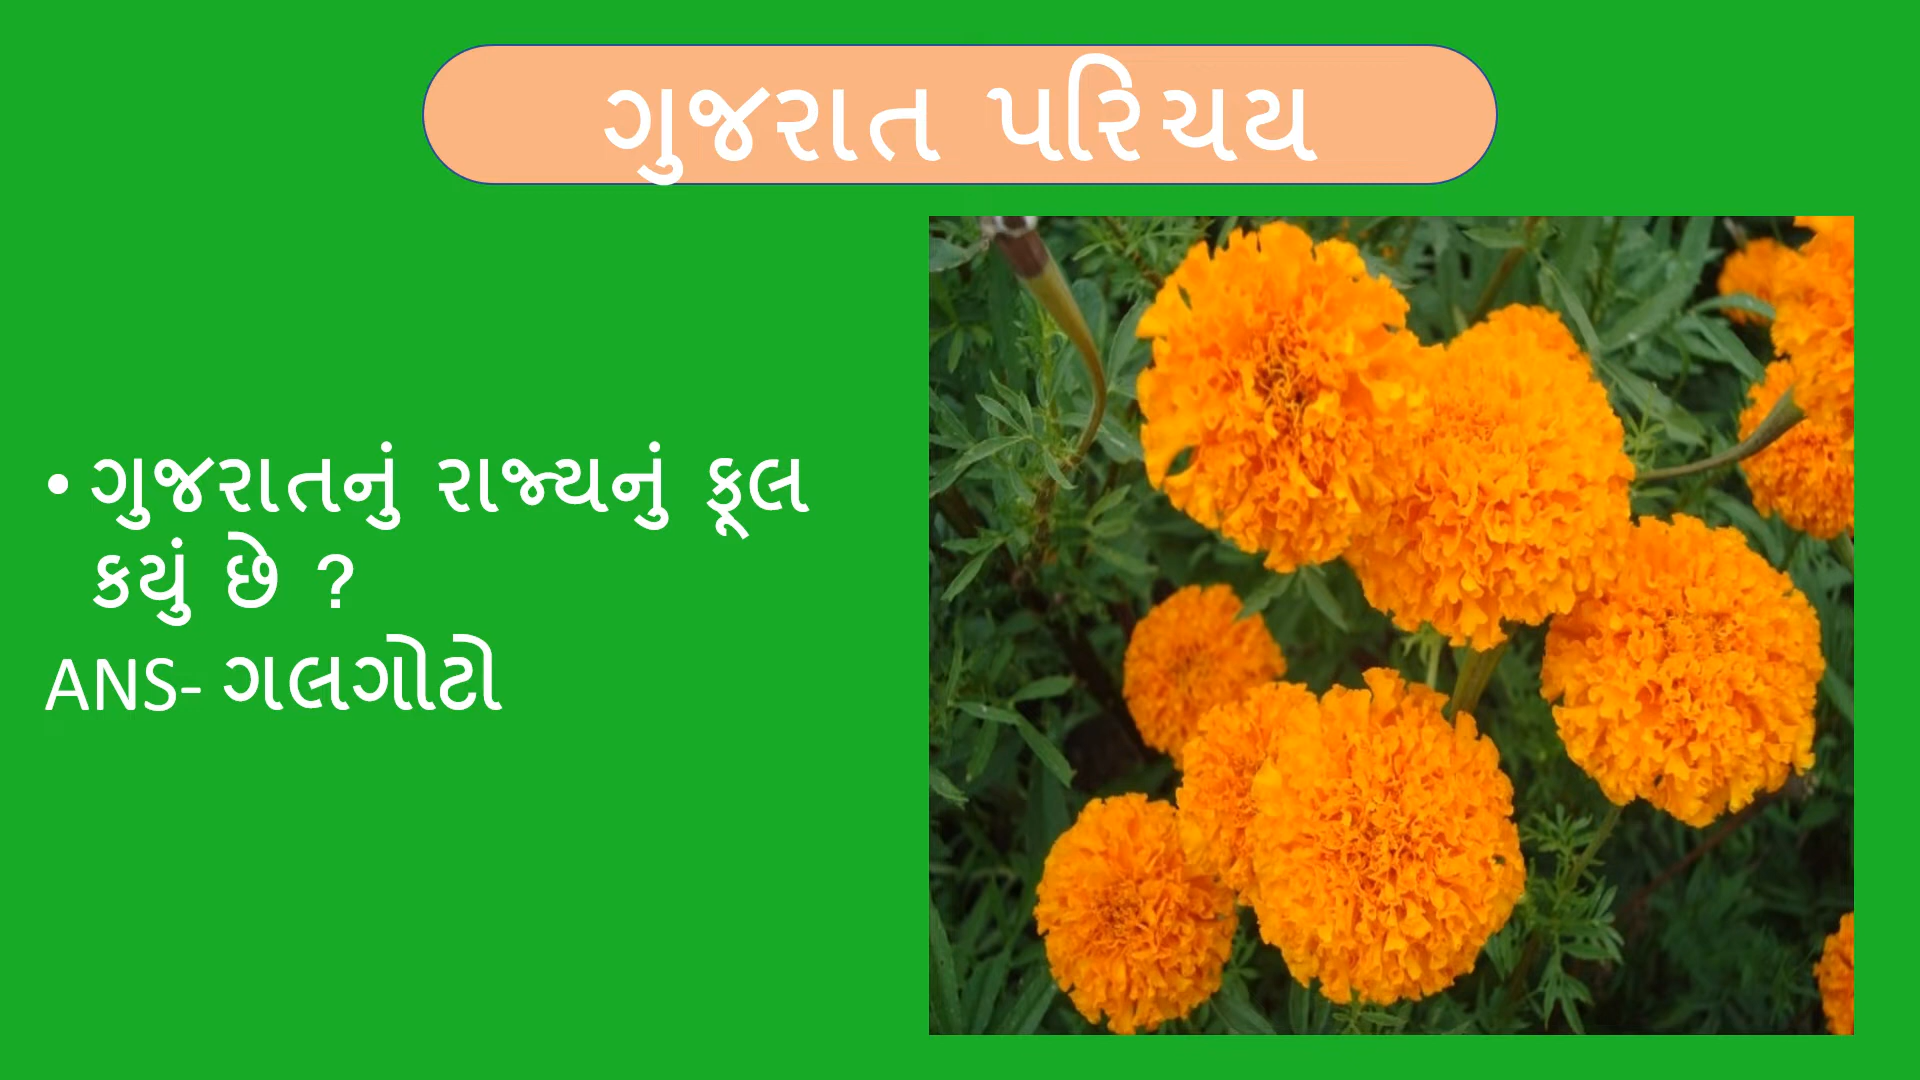 ગુજરાત પરિચય
• ગુજરાતનું રાજ્યનું ફૂલ
કયું છે ?
ANS- ગલગોટો